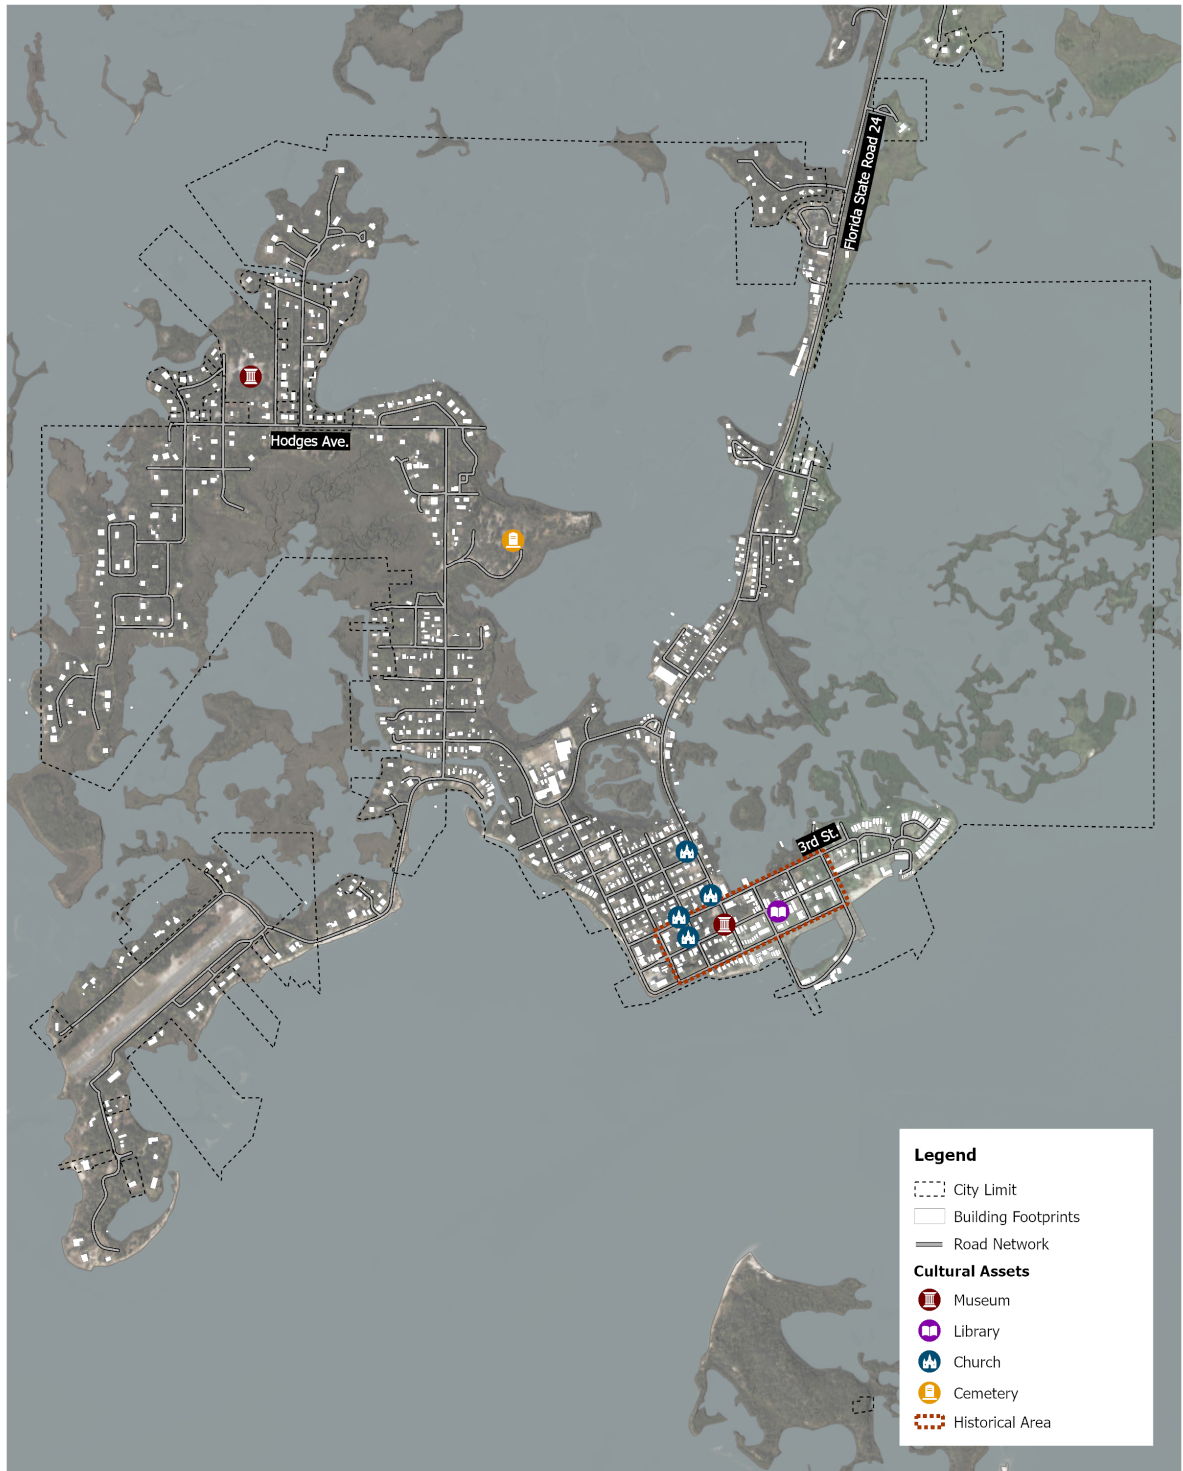 Florida State Road 24
Hodges Ave.
3rd St.
Legend
City Limit
Building Footprints
Road Network
Cultural Assets
Museum
Library
Church
Cemetery
Historical Area